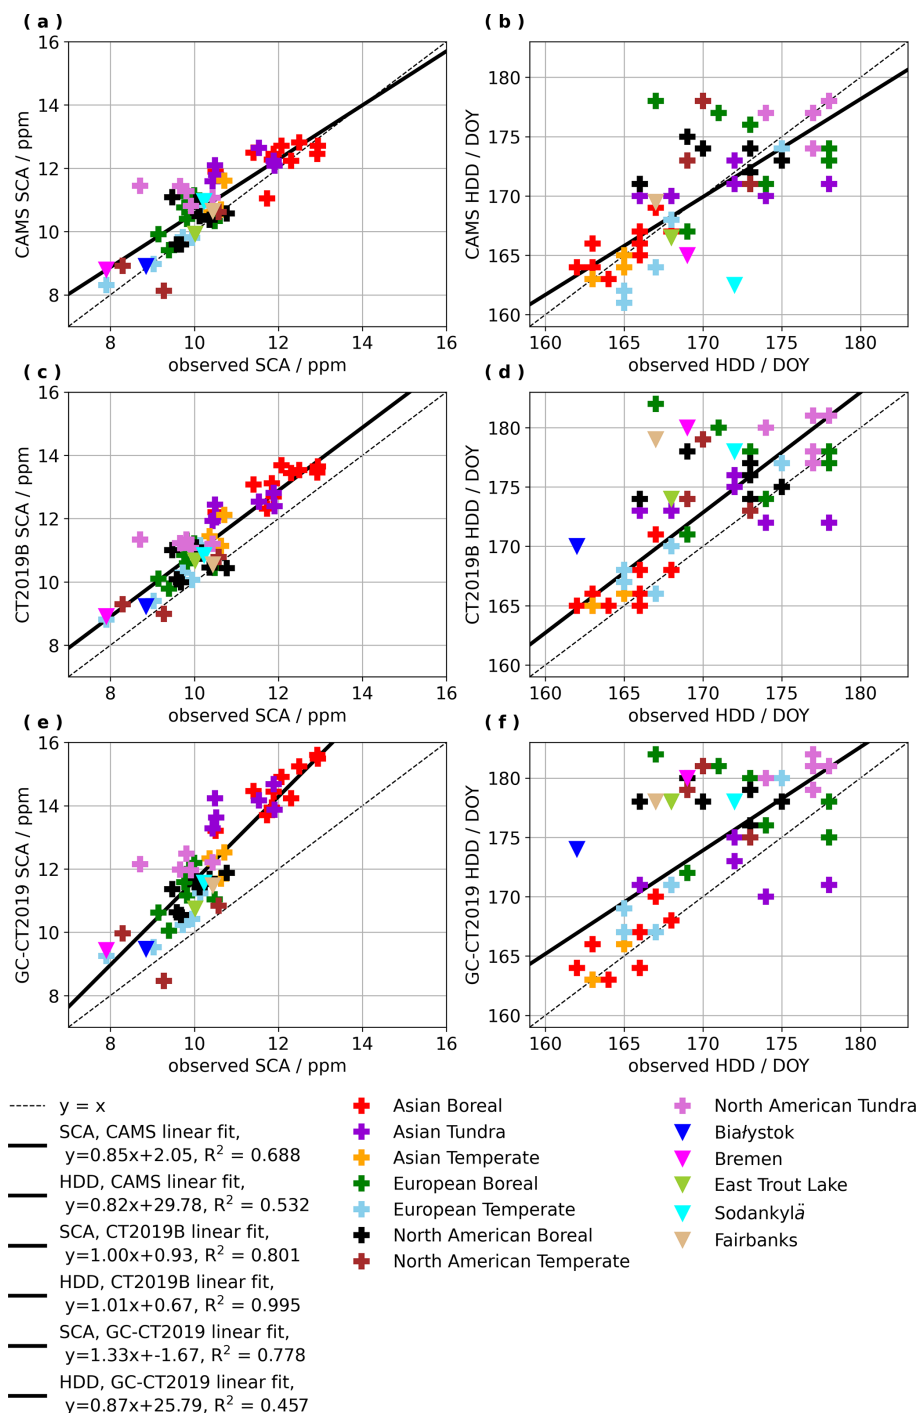 ( a )
( b )
16
14
12
10
8
CAMS SCA / ppm
8 10 12 14 16
observed SCA / ppm
180
175
170
165
160
CAMS HDD / DOY
160 165 170 175 180
observed HDD / DOY
( c )
( d )
16
14
12
10
8
CT2019B SCA / ppm
8 10 12 14 16
observed SCA / ppm
180
175
170
165
160
CT2019B HDD / DOY
160 165 170 175 180
observed HDD / DOY
( e )
( f )
16
14
12
10
8
GC-CT2019 SCA / ppm
8 10 12 14 16
observed SCA / ppm
180
175
170
165
160
GC-CT2019 HDD / DOY
160 165 170 175 180
observed HDD / DOY
y = x
SCA, CAMS linear fit,
y=0.85x+2.05, R² = 0.688
HDD, CAMS linear fit,
y=0.82x+29.78, R² = 0.532
SCA, CT2019B linear fit,
y=1.00x+0.93, R² = 0.801
HDD, CT2019B linear fit,
y=1.01x+0.67, R² = 0.995
SCA, GC-CT2019 linear fit,
y=1.33x+-1.67, R² = 0.778
HDD, GC-CT2019 linear fit,
y=0.87x+25.79, R² = 0.457
Asian Boreal
Asian Tundra
Asian Temperate
European Boreal
European Temperate
North American Boreal
North American Temperate
North American Tundra
Białystok
Bremen
East Trout Lake
Sodankylä
Fairbanks